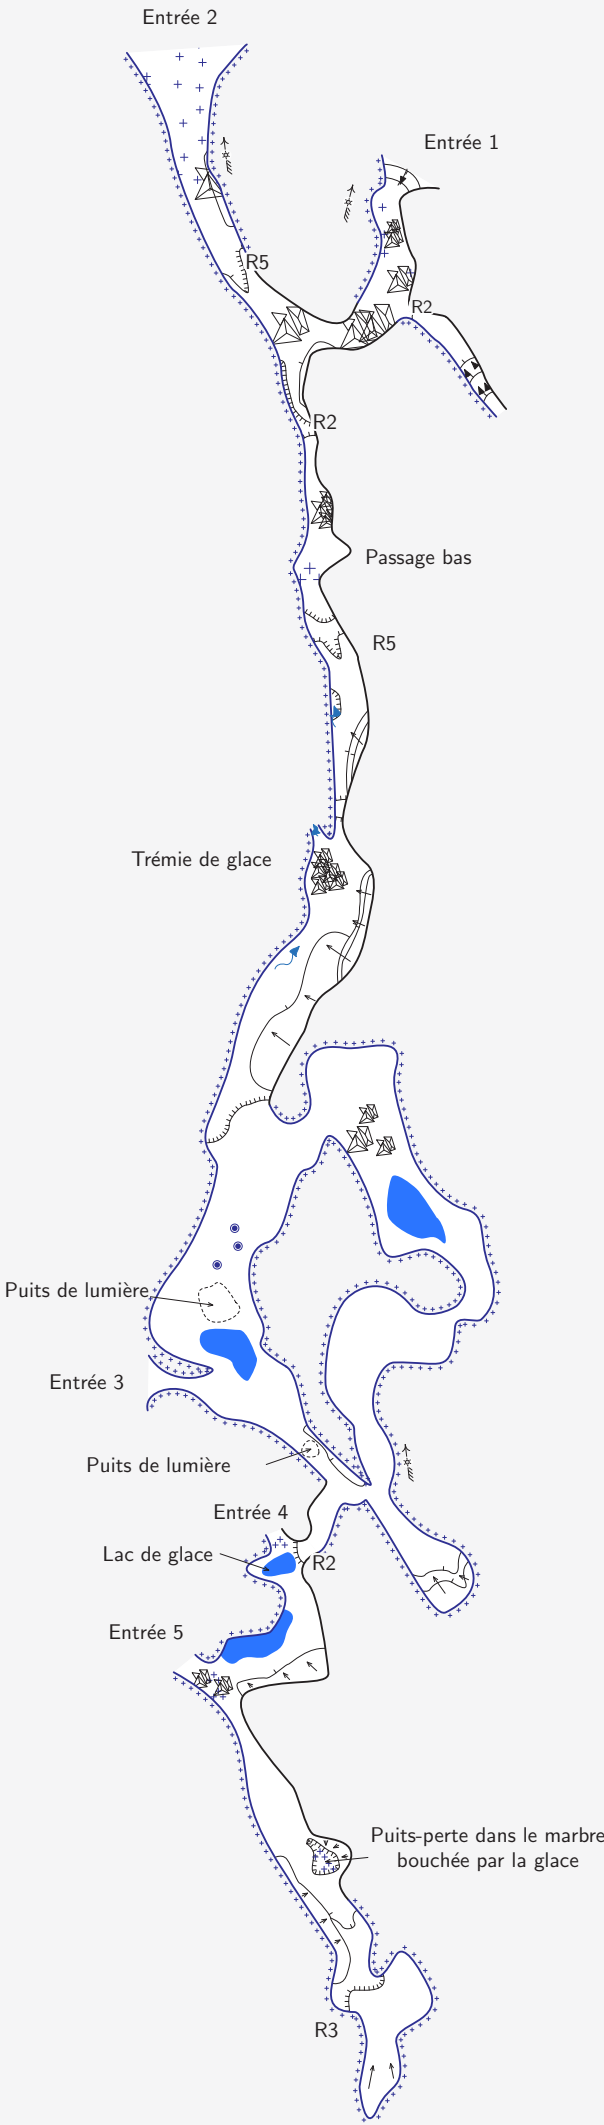 Entrée 2
Entrée 1
R5
R2
R2
Passage bas
R5
Trémie de glace
Puits de lumière
Entrée 3
Puits de lumière
Entrée 4
Lac de glace
R2
Entrée 5
Puits-perte dans le marbre
bouchée par la glace
R3